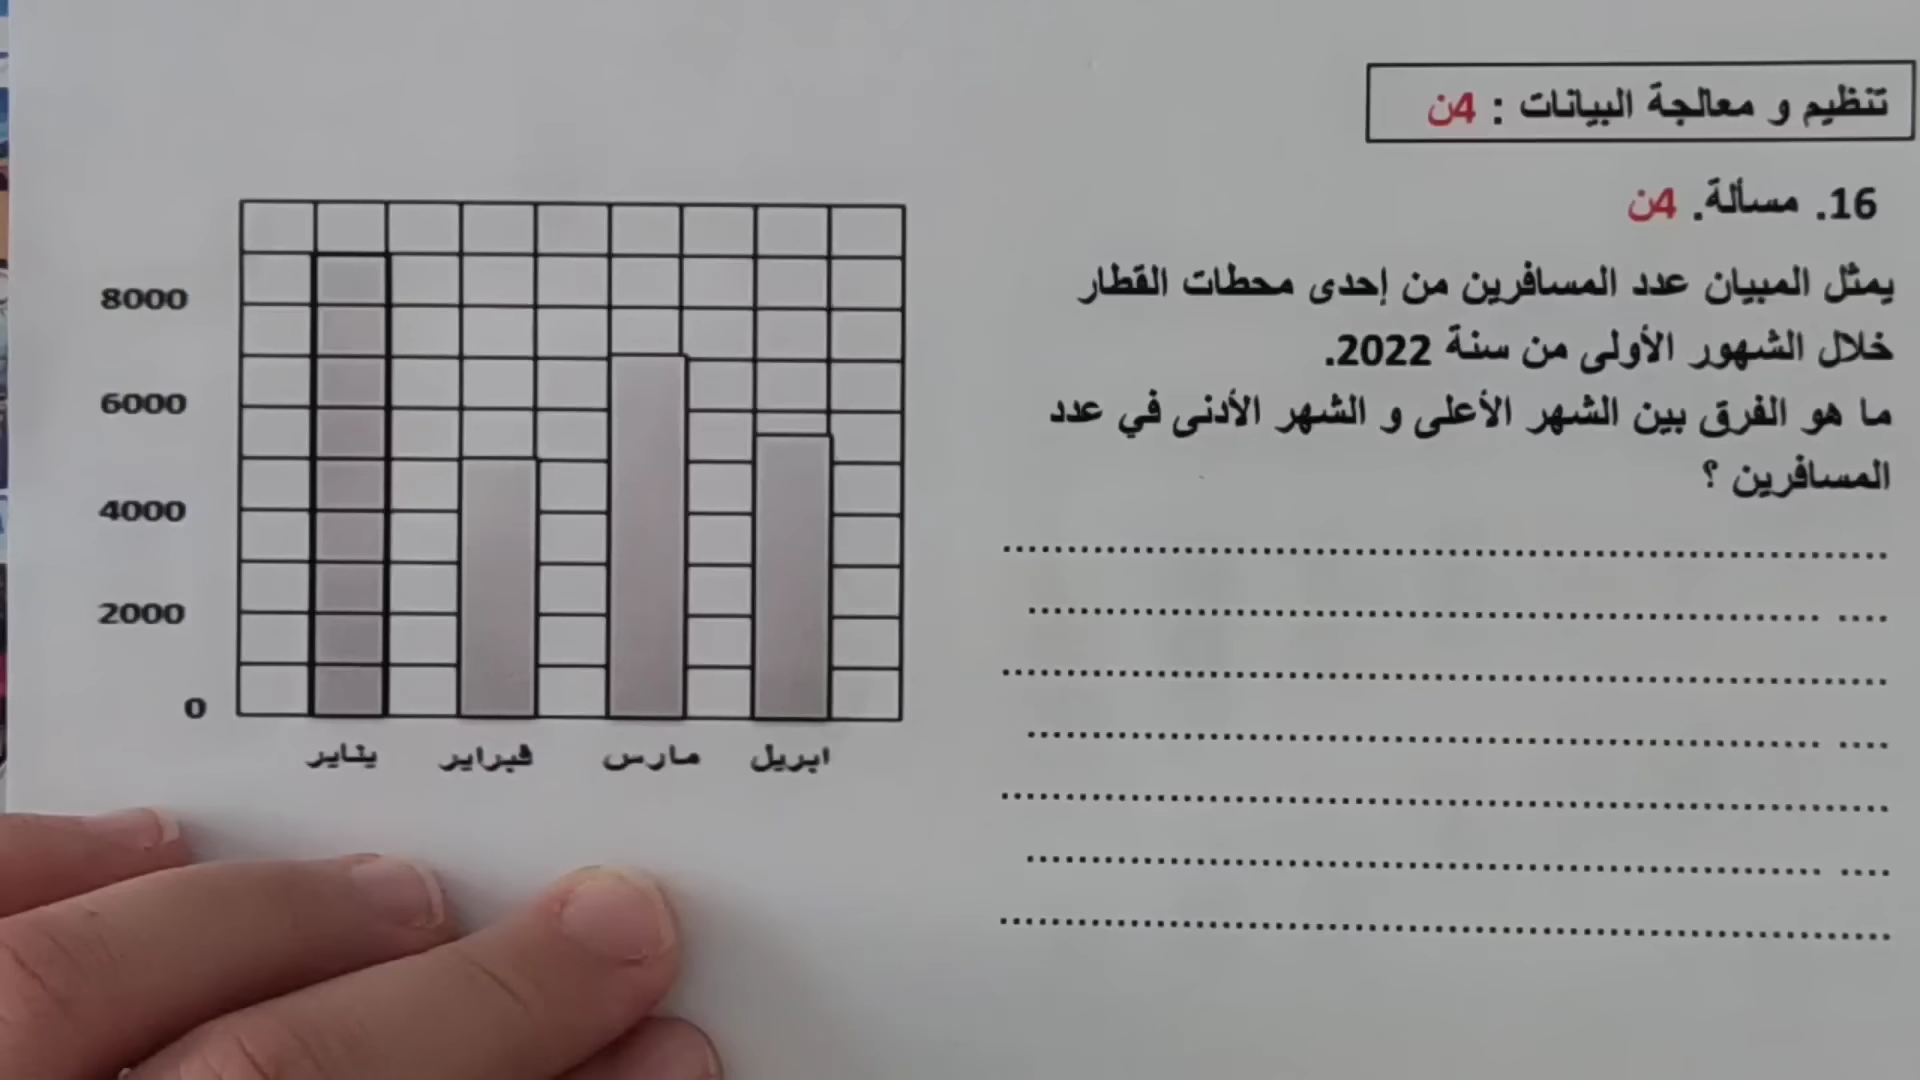 تنظيم و معالجة البيانات : 4ن
16. مسألة. 4ن
يمثل المبيان عدد المسافرين من إحدى محطات القطار
خلال الشهور الأولى من سنة 2022.
ما هو الفرق بين الشهر الأعلى و الشهر الأدنى في عدد
المسافرين ؟
8000
6000
4000
2000
0
يناير فبراير مارس ابريل